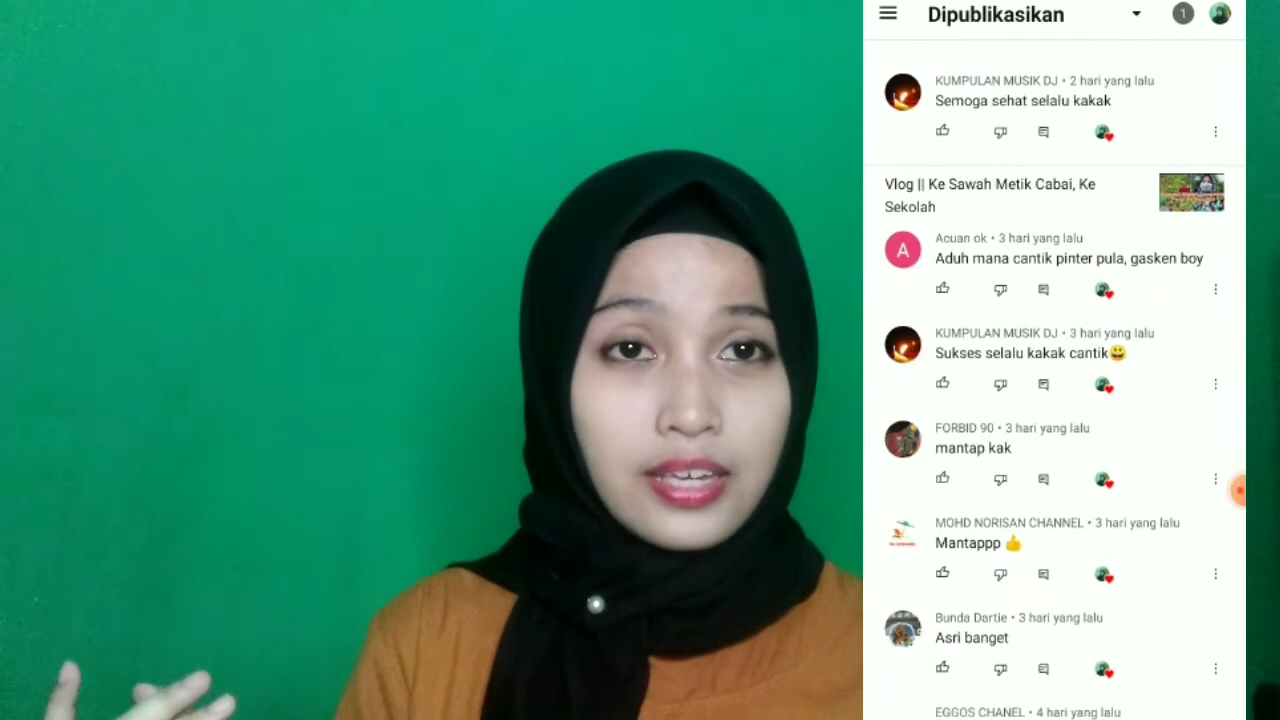 Dipublikasikan
1
KUMPULAN MUSIK DJ • 2 hari yang lalu
Semoga sehat selalu kakak
Vlog || Ke Sawah Metik Cabai, Ke
Sekolah
A
Acuan ok • 3 hari yang lalu
Aduh mana cantik pinter pula, gasken boy
KUMPULAN MUSIK DJ • 3 hari yang lalu
Sukses selalu kakak cantik😃
FORBID 90 • 3 hari yang lalu
mantap kak
MOHD NORISAN CHANNEL • 3 hari yang lalu
Mantappp 👍
Bunda Dartie • 3 hari yang lalu
Asri banget
EGGOS CHANEL • 4 hari yang lalu